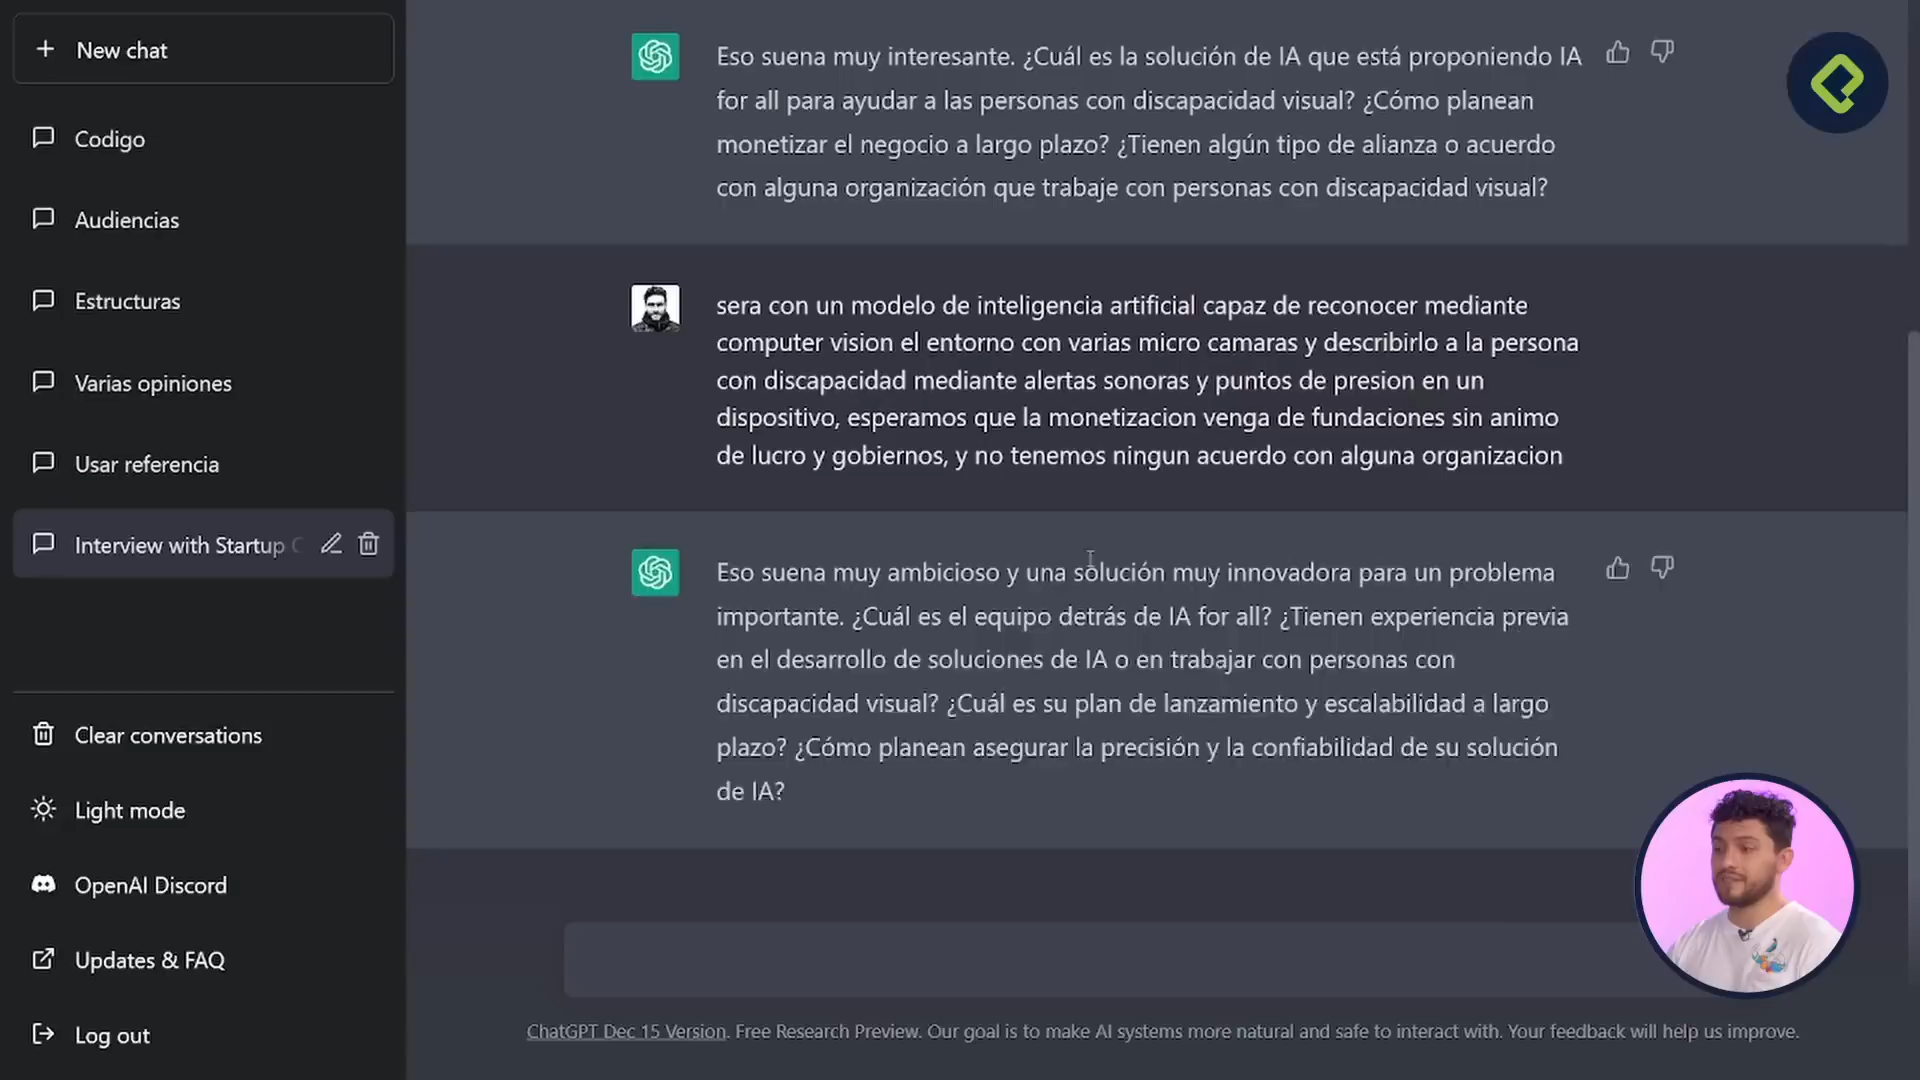 New chat
Codigo
Audiencias
Estructuras
Varias opiniones
Usar referencia
Interview with Startup
Clear conversations
Light mode
OpenAI Discord
Updates & FAQ
Log out
Eso suena muy interesante. ¿Cuál es la solución de IA que está proponiendo IA
for all para ayudar a las personas con discapacidad visual? ¿Cómo planean
monetizar el negocio a largo plazo? ¿Tienen algún tipo de alianza o acuerdo
con alguna organización que trabaje con personas con discapacidad visual?
sera con un modelo de inteligencia artificial capaz de reconocer mediante
computer vision el entorno con varias micro camaras y describirlo a la persona
con discapacidad mediante alertas sonoras y puntos de presion en un
dispositivo, esperamos que la monetizacion venga de fundaciones sin animo
de lucro y gobiernos, y no tenemos ningun acuerdo con alguna organizacion
Eso suena muy ambicioso y una solución muy innovadora para un problema
importante. ¿Cuál es el equipo detrás de IA for all? ¿Tienen experiencia previa
en el desarrollo de soluciones de IA o en trabajar con personas con
discapacidad visual? ¿Cuál es su plan de lanzamiento y escalabilidad a largo
plazo? ¿Cómo planean asegurar la precisión y la confiabilidad de su solución
de IA?
ChatGPT Dec 15 Version. Free Research Preview. Our goal is to make AI systems more natural and safe to interact with. Your feedback will help us improve.